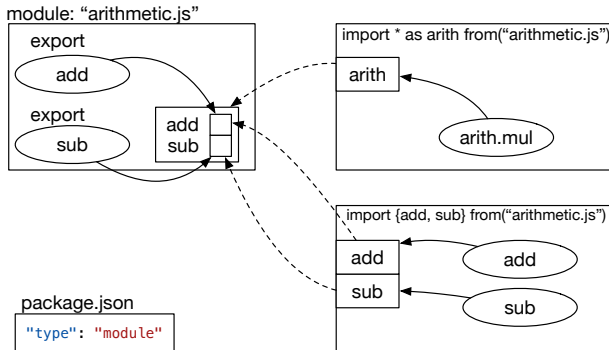 module: “arithmetic.js”
export
add
export
sub
add
sub
import * as arith from(“arithmetic.js”)
arith
arith.mul
import {add, sub} from(“arithmetic.js”)
add
add
sub
sub
package.json
"type": "module"